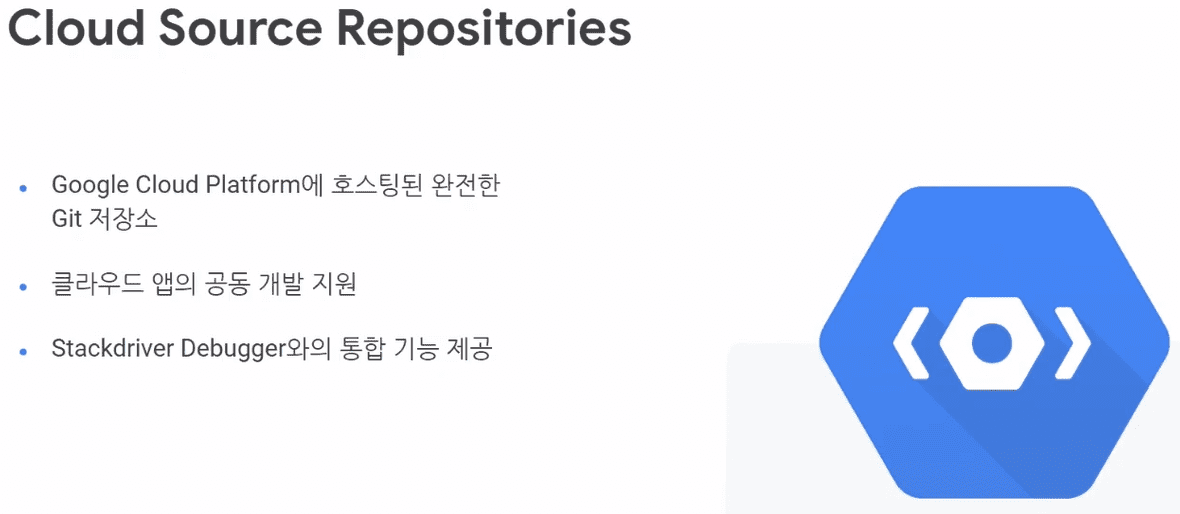 Cloud Source Repositories
• Google Cloud Platform에 호스팅된 완전한
Git 저장소
• 클라우드 앱의 공동 개발 지원
• Stackdriver Debugger와의 통합 기능 제공